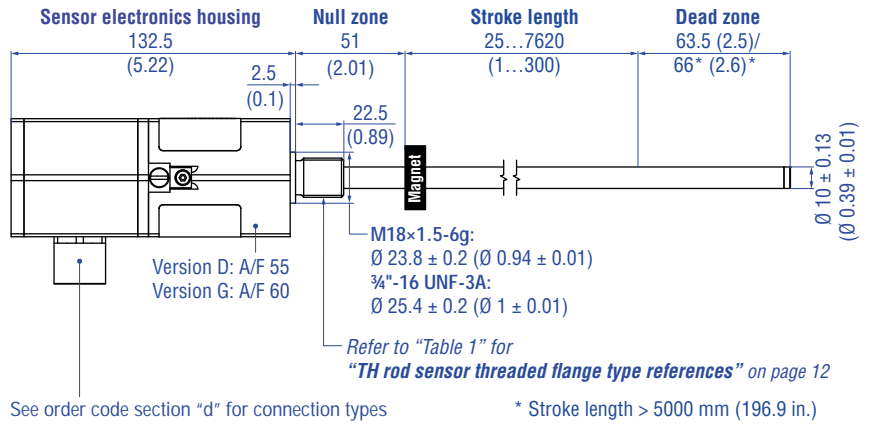 Sensor electronics housing
132.5
(5.22)
Null zone
51
(2.01)
Stroke length
25…7620
(1…300)
Dead zone
63.5 (2.5)/
66* (2.6)*
2.5
(0.1)
22.5
(0.89)
Magnet
Ø 10 ± 0.13
(Ø 0.39 ± 0.01)
M18×1.5-6g:
Ø 23.8 ± 0.2 (Ø 0.94 ± 0.01)
¾"-16 UNF-3A:
Ø 25.4 ± 0.2 (Ø 1 ± 0.01)
Version D: A/F 55
Version G: A/F 60
Refer to “Table 1” for
“TH rod sensor threaded flange type references” on page 12
See order code section “d” for connection types
* Stroke length > 5000 mm (196.9 in.)